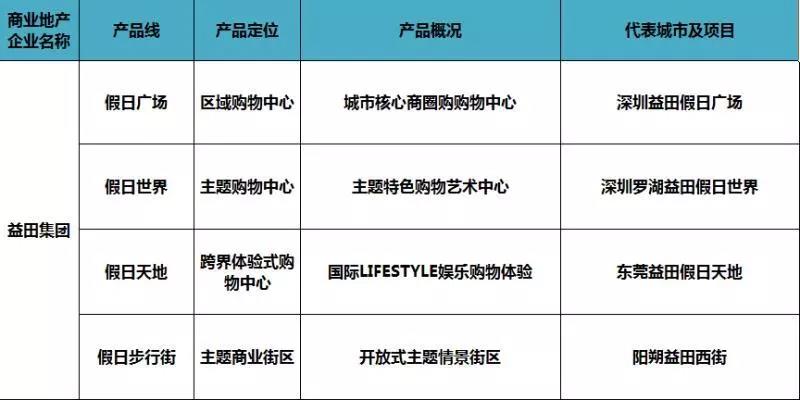 商业地产
企业名称
产品线
产品定位
产品概况
代表城市及项目
益田集团
假日广场
区域购物中心
城市核心商圈购购物中心
深圳益田假日广场
假日世界
主题购物中心
主题特色购物艺术中心
深圳罗湖益田假日世界
假日天地
跨界体验式购
物中心
国际LIFESTYLE娱乐购物体验
东莞益田假日天地
假日步行街
主题商业街区
开放式主题情景街区
阳朔益田西街